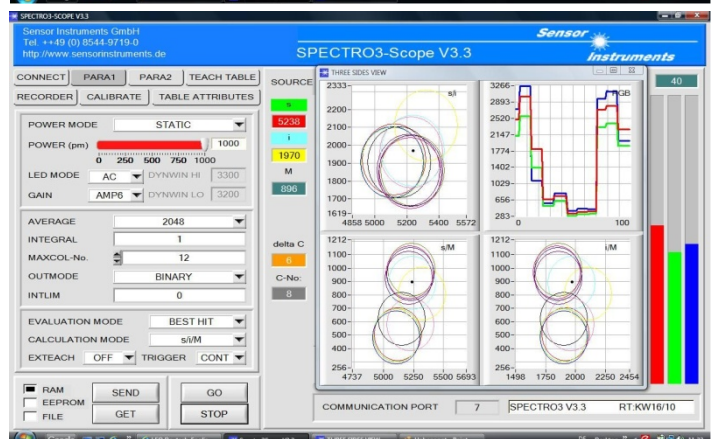 SPECTRO3-SCOPE V3.3
Sensor Instruments GmbH
Tel. ++49 (0) 8544-9719-0
http://www.sensorinstruments.de
SPECTRO3-Scope V3.3
Sensor
Instruments
CONNECT PARA1 PARA2 TEACH TABLE
RECORDER CALIBRATE TABLE ATTRIBUTES
POWER MODE STATIC
POWER (pm) 1000
0 250 500 750 1000
LED MODE AC DYNWIN HI 3300
GAIN AMP6 DYNWIN LO 3200
AVERAGE 2048
INTEGRAL 1
MAXCOL-No. 12
OUTMODE BINARY
INTLIM 0
EVALUATION MODE BEST HIT
CALCULATION MODE s/i/M
EXTEACH OFF TRIGGER CONT
RAM
EEPROM
FILE
SEND GO
GET STOP
SOURCE
s
5238
i
1970
M
896
delta C
6
C-No:
8
THREE SIDES VIEW
s/i
2333-
2200-
2100-
2000-
1900-
1800-
1700-
1619-
4858 5000 5200 5400 5572
RGB
3266-
2893-
2520-
2147-
1774-
1402-
1029-
656-
283-
0 100
s/M
1212-
1100-
1000-
900-
800-
700-
600-
500-
400-
256-
4737 5000 5250 5500 5693
i/M
1212-
1100-
1000-
900-
800-
700-
600-
500-
400-
256-
1498 1750 2000 2250 2454
40
COMMUNICATION PORT 7 SPECTRO3 V3.3 RT:KW16/10